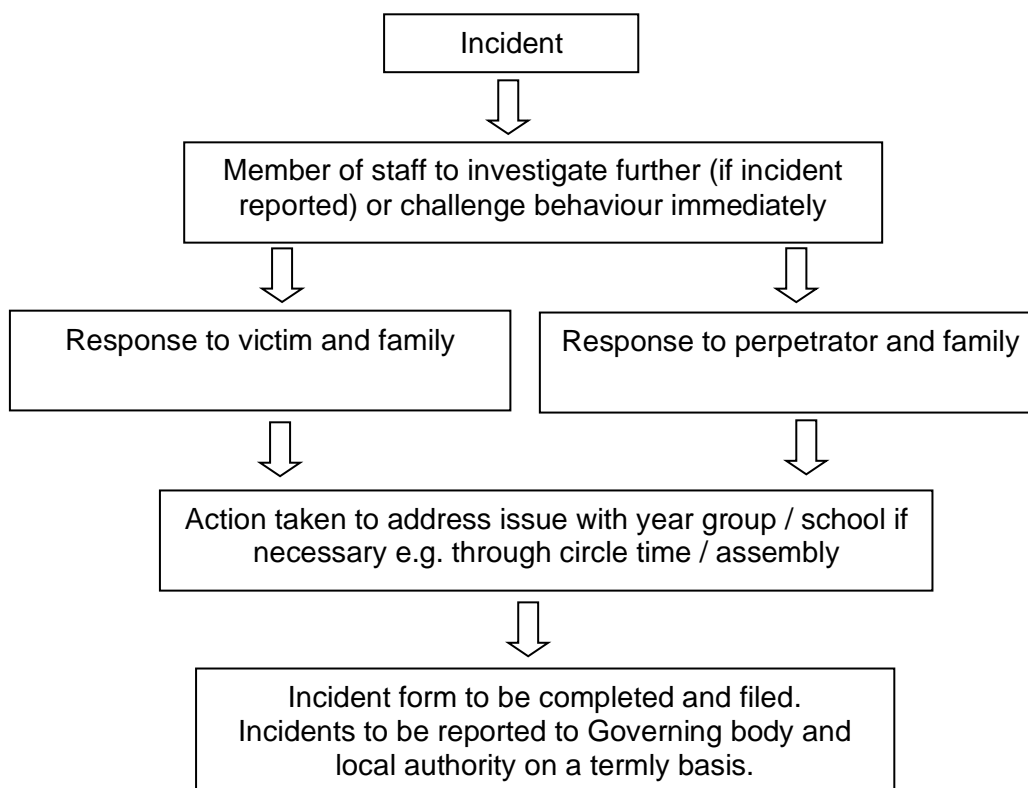 Incident
Member of staff to investigate further (if incident
reported) or challenge behaviour immediately
Response to victim and family
Response to perpetrator and family
Action taken to address issue with year group / school if
necessary e.g. through circle time / assembly
Incident form to be completed and filed.
Incidents to be reported to Governing body and
local authority on a termly basis.